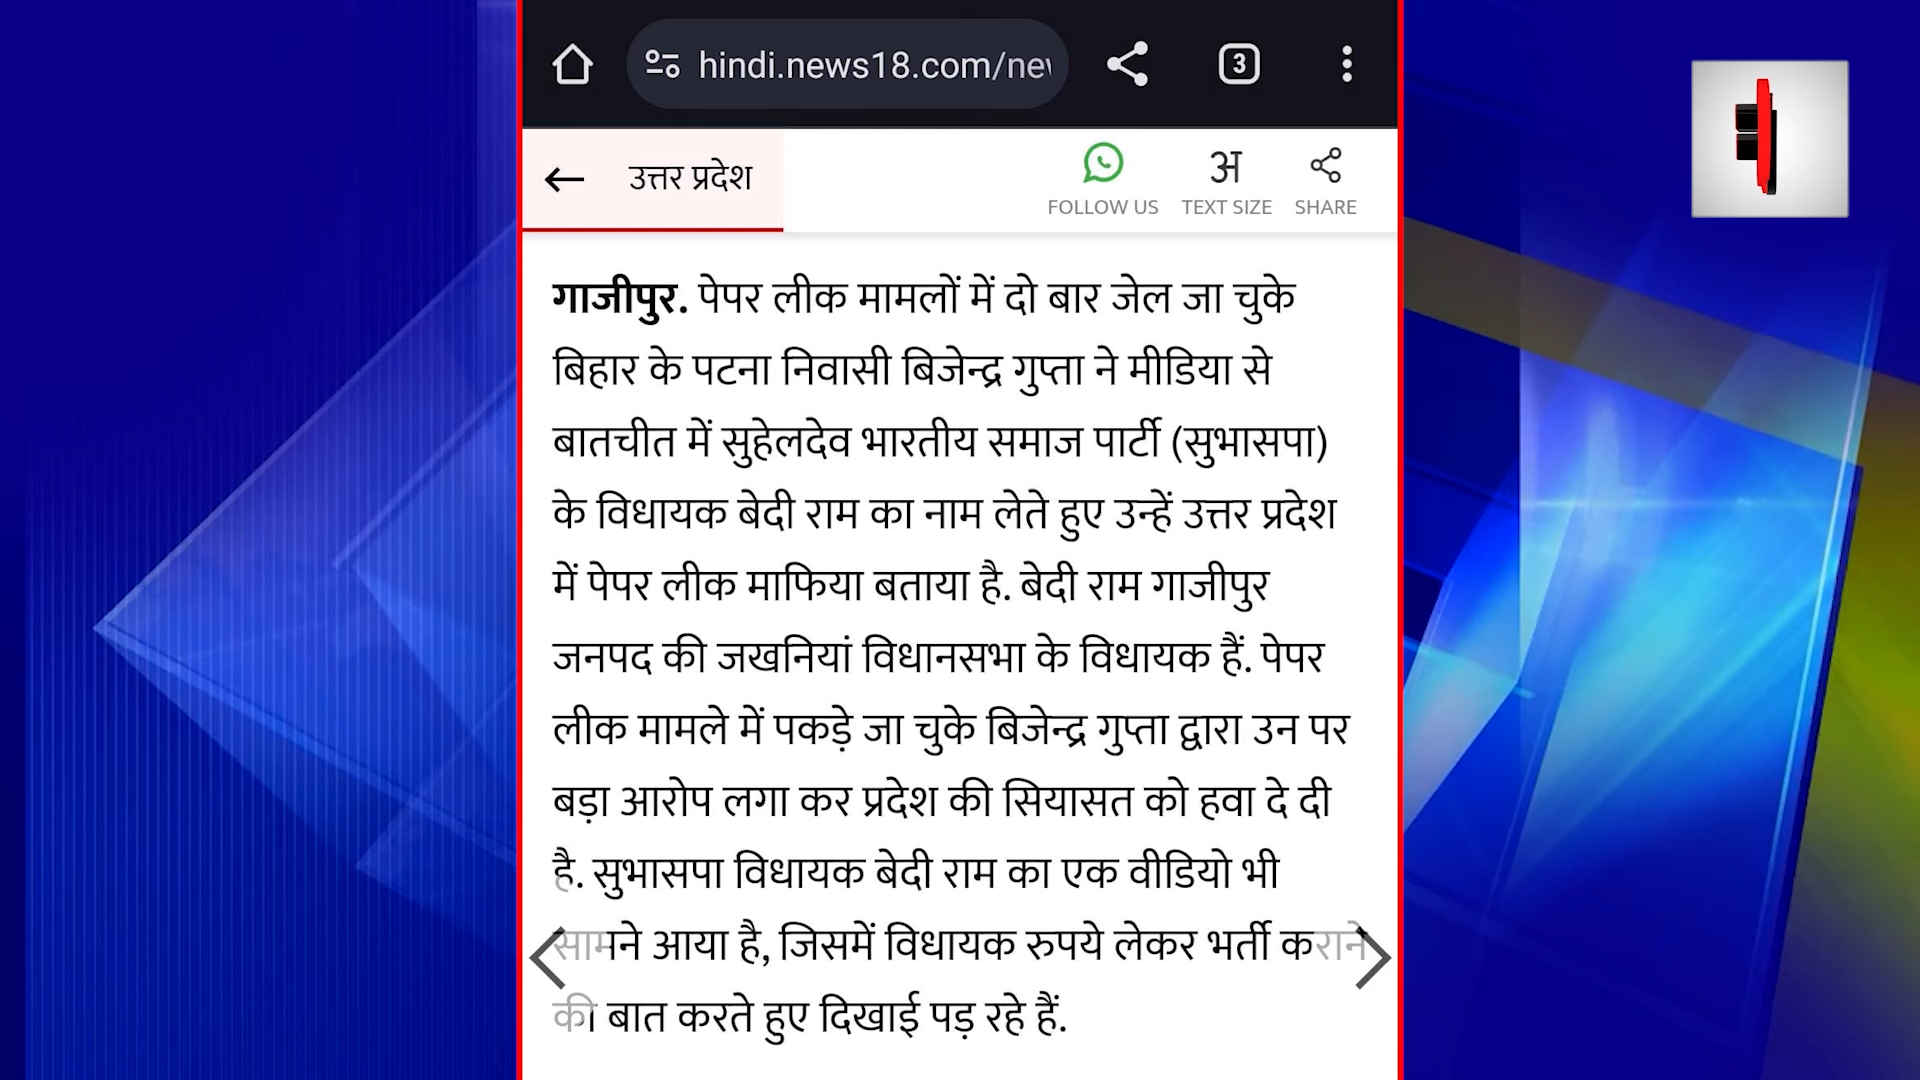 hindi.news18.com/nev
3
उत्तर प्रदेश
अ
FOLLOW US
TEXT SIZE
SHARE
गाजीपुर. पेपर लीक मामलों में दो बार जेल जा चुके
बिहार के पटना निवासी बिजेन्द्र गुप्ता ने मीडिया से
बातचीत में सुहेलदेव भारतीय समाज पार्टी (सुभासपा)
के विधायक बेदी राम का नाम लेते हुए उन्हें उत्तर प्रदेश
में पेपर लीक माफिया बताया है. बेदी राम गाजीपुर
जनपद की जखनियां विधानसभा के विधायक हैं. पेपर
लीक मामले में पकड़े जा चुके बिजेन्द्र गुप्ता द्वारा उन पर
बड़ा आरोप लगा कर प्रदेश की सियासत को हवा दे दी
है. सुभासपा विधायक बेदी राम का एक वीडियो भी
सामने आया है, जिसमें विधायक रुपये लेकर भर्ती कराने
की बात करते हुए दिखाई पड़ रहे हैं.